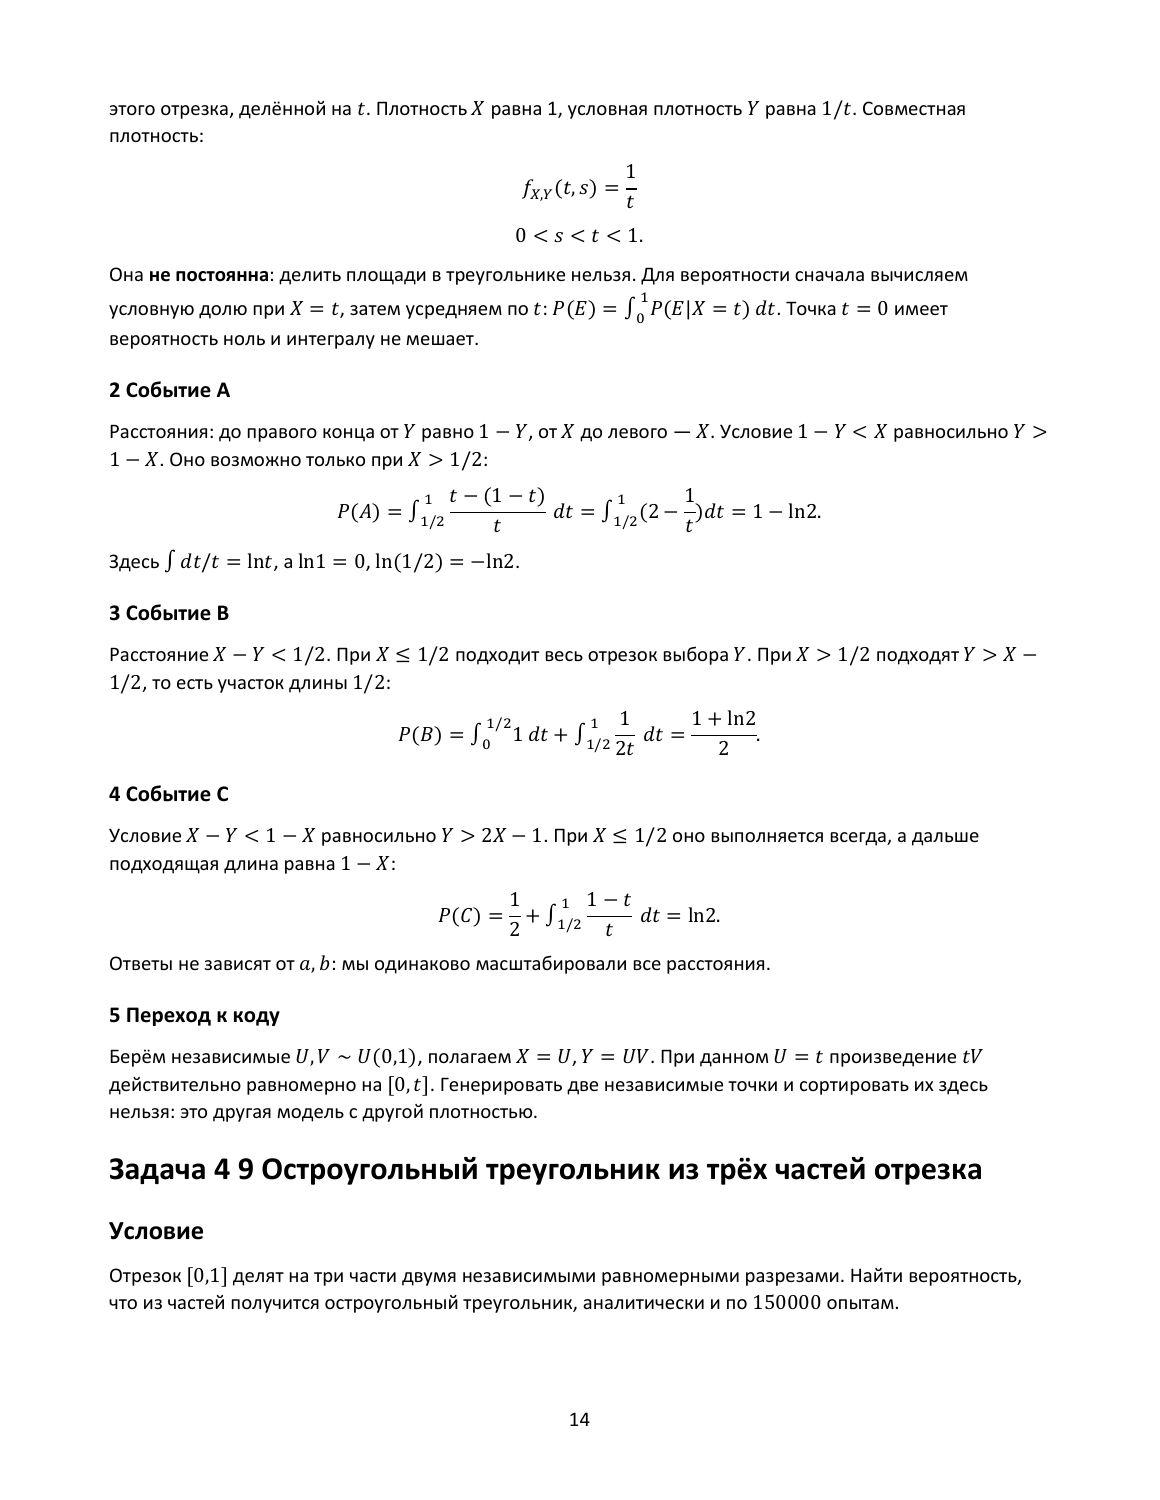 этого отрезка, делённой на t. Плотность X равна 1, условная плотность Y равна 1/t. Совместная
плотность:
f_{X,Y}(t, s) = 1/t
0 < s < t < 1.
Она не постоянна: делить площади в треугольнике нельзя. Для вероятности сначала вычисляем
условную долю при X = t, затем усредняем по t: P(E) = ∫_0^1 P(E|X = t) dt. Точка t = 0 имеет
вероятность ноль и интегралу не мешает.
2 Событие A
Расстояния: до правого конца от Y равно 1 − Y, от X до левого — X. Условие 1 − Y < X равносильно Y >
1 − X. Оно возможно только при X > 1/2:
P(A) = ∫_{1/2}^1 (t − (1 − t))/t dt = ∫_{1/2}^1 (2 − 1/t)dt = 1 − ln2.
Здесь ∫ dt/t = lnt, а ln1 = 0, ln(1/2) = −ln2.
3 Событие B
Расстояние X − Y < 1/2. При X ≤ 1/2 подходит весь отрезок выбора Y. При X > 1/2 подходят Y > X −
1/2, то есть участок длины 1/2:
P(B) = ∫_0^{1/2} 1 dt + ∫_{1/2}^1 1/2t dt = (1 + ln2)/2.
4 Событие C
Условие X − Y < 1 − X равносильно Y > 2X − 1. При X ≤ 1/2 оно выполняется всегда, а дальше
подходящая длина равна 1 − X:
P(C) = 1/2 + ∫_{1/2}^1 (1 − t)/t dt = ln2.
Ответы не зависят от a, b: мы одинаково масштабировали все расстояния.
5 Переход к коду
Берём независимые U, V ~ U(0,1), полагаем X = U, Y = UV. При данном U = t произведение tV
действительно равномерно на [0, t]. Генерировать две независимые точки и сортировать их здесь
нельзя: это другая модель с другой плотностью.
Задача 4 9 Остроугольный треугольник из трёх частей отрезка
Условие
Отрезок [0,1] делят на три части двумя независимыми равномерными разрезами. Найти вероятность,
что из частей получится остроугольный треугольник, аналитически и по 150000 опытам.
14